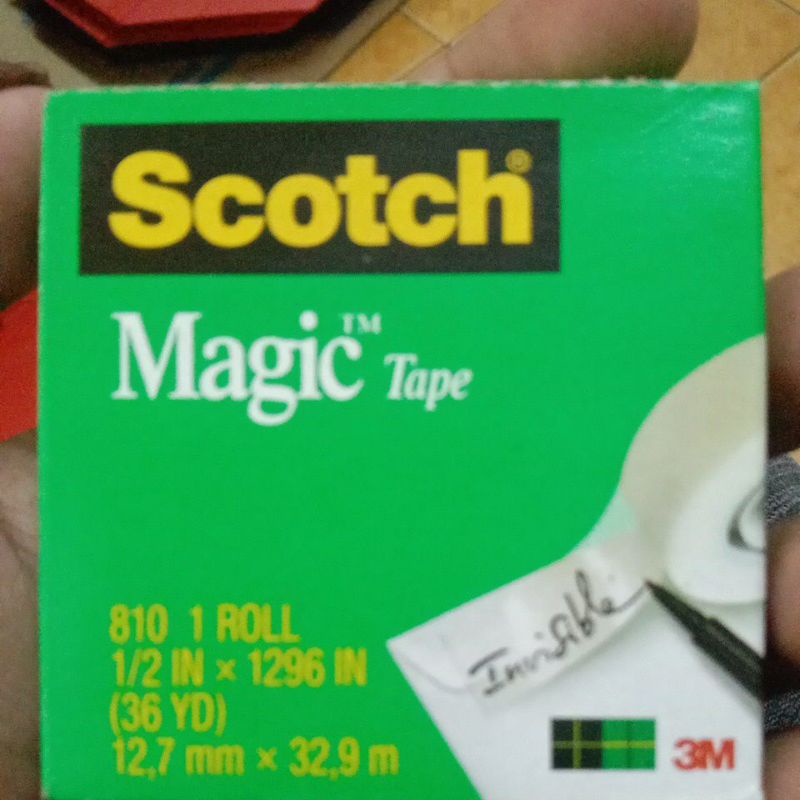 Scotch®
Magic™ Tape
810 1 ROLL
1/2 IN × 1296 IN
(36 YD)
12,7 mm × 32,9 m
Invisible
3M